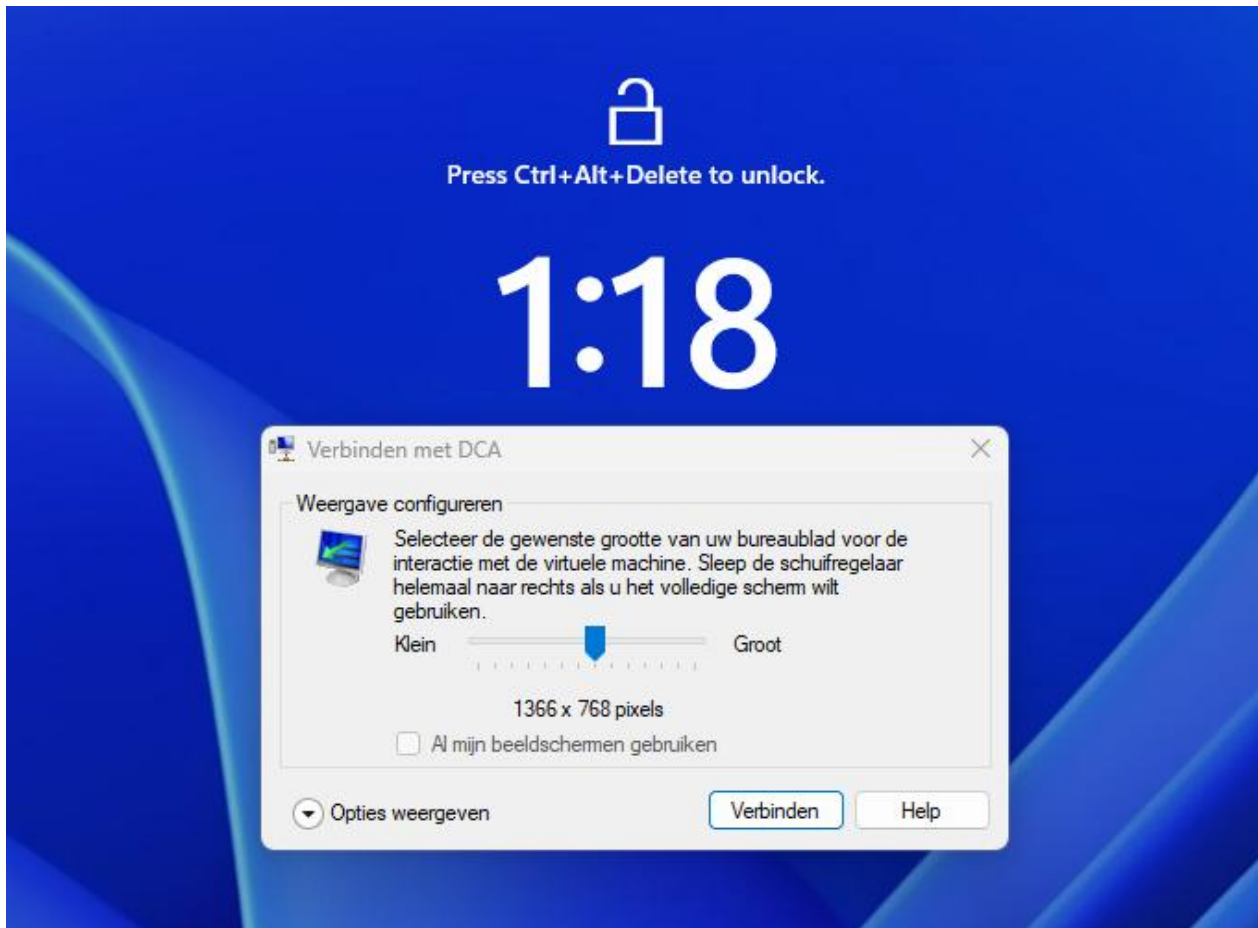 Press Ctrl+Alt+Delete to unlock.
1:18
Verbinden met DCA
Weergave configureren
Selecteer de gewenste grootte van uw bureaublad voor de
interactie met de virtuele machine. Sleep de schuifregelaar
helemaal naar rechts als u het volledige scherm wilt
gebruiken.
Klein Groot
1366 x 768 pixels
Al mijn beeldschermen gebruiken
Opties weergeven Verbinden Help